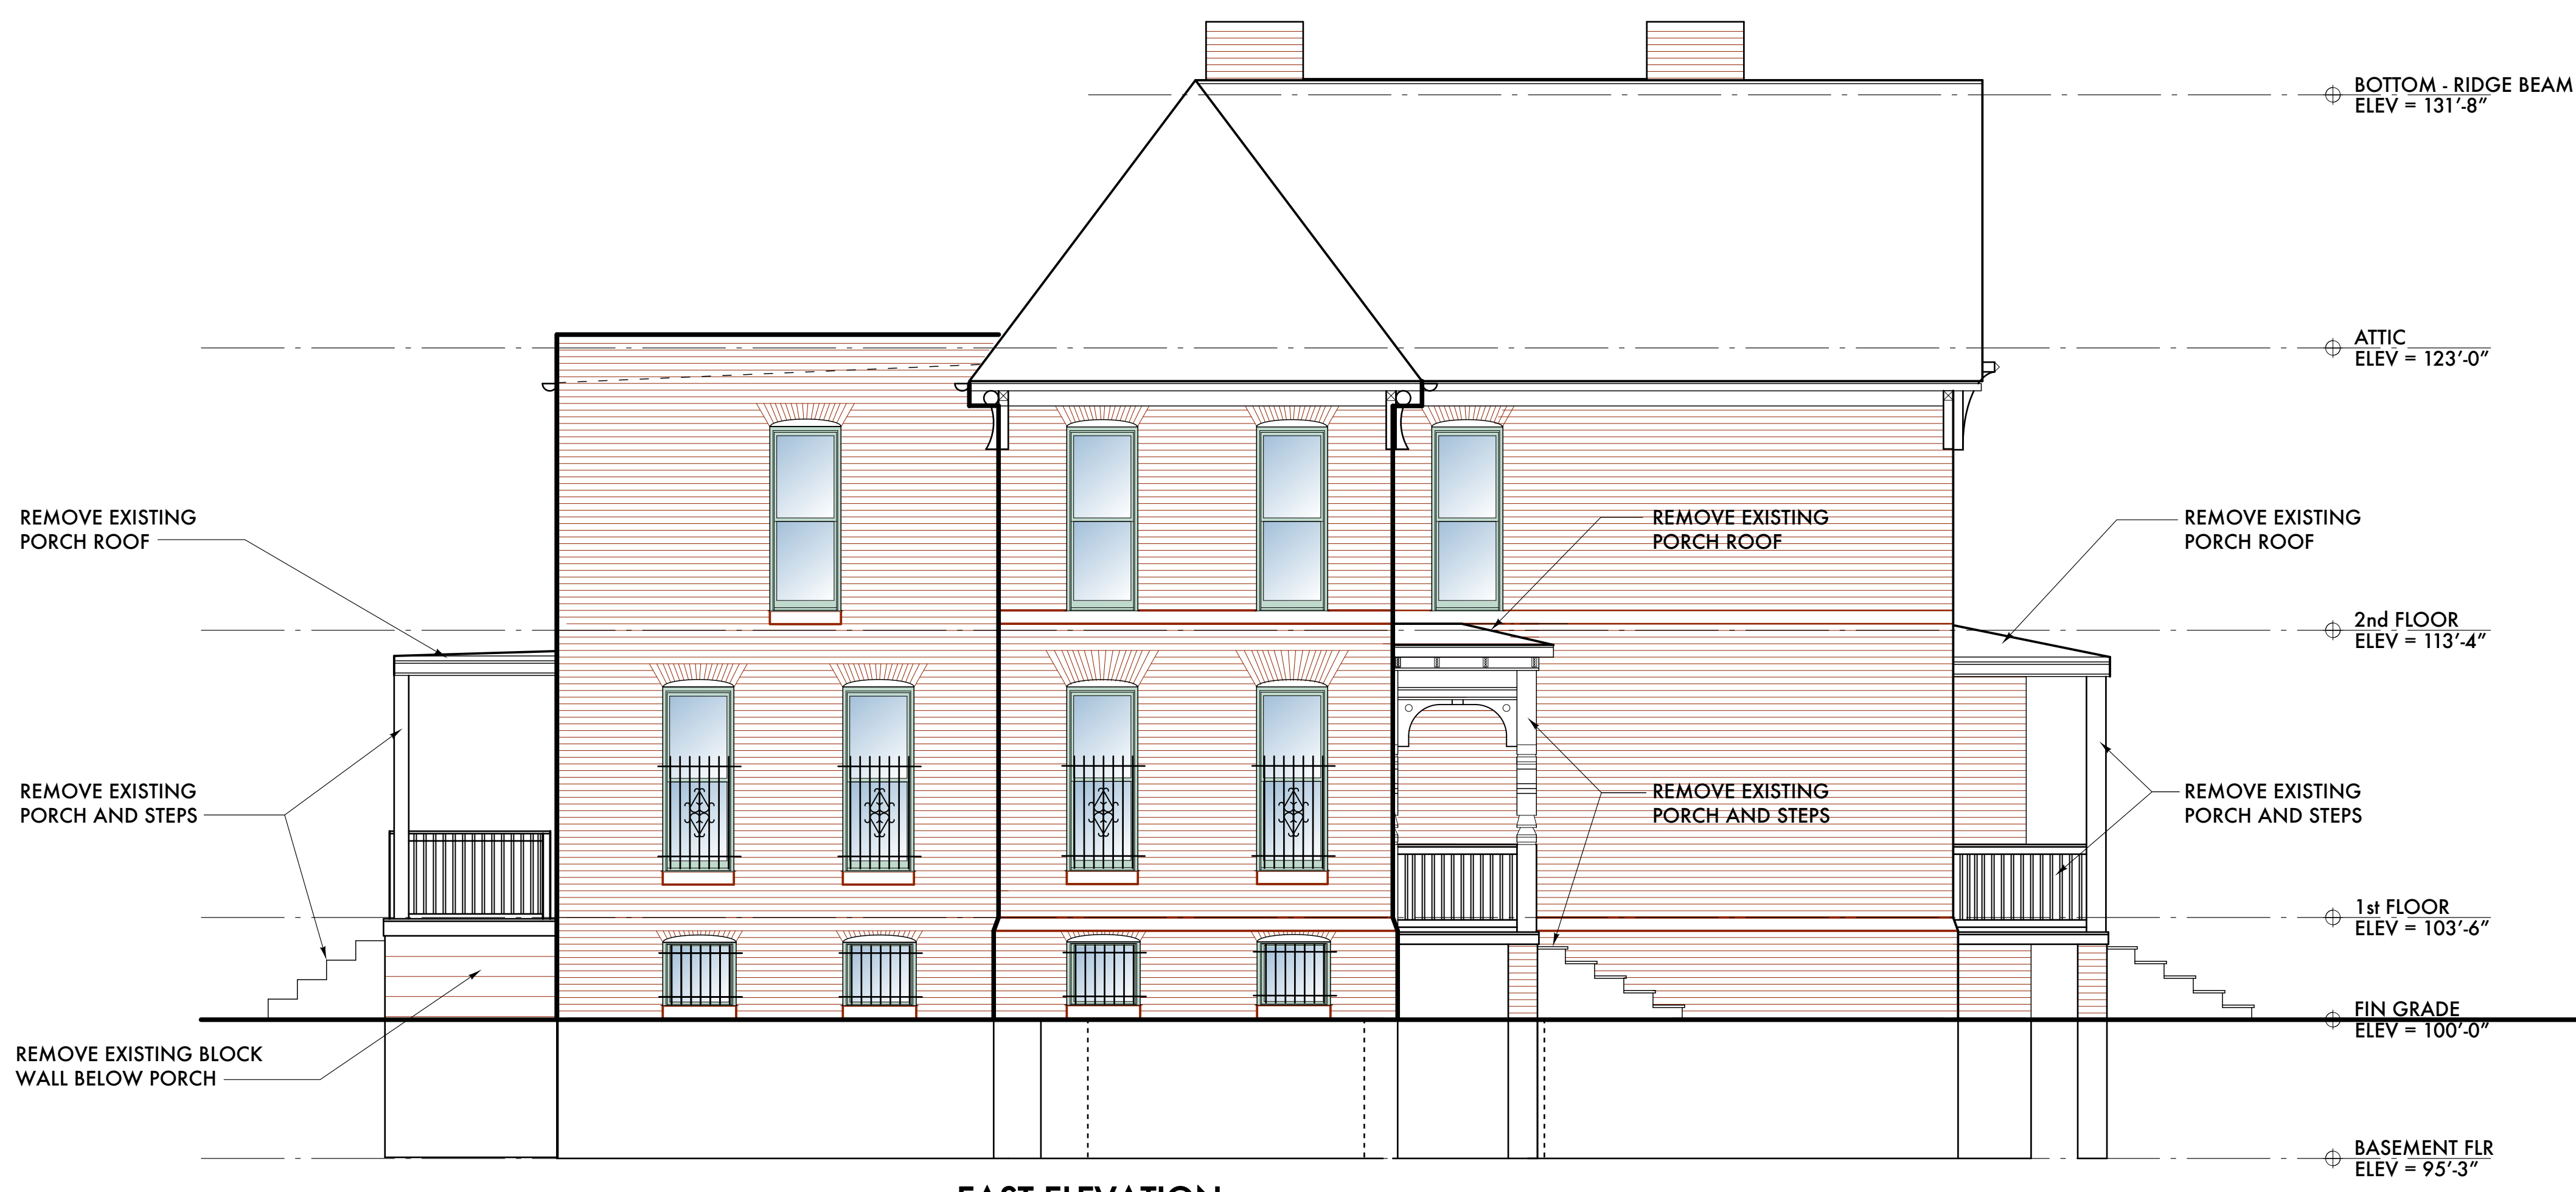 BOTTOM - RIDGE BEAM
ELEV = 131'-8"
ATTIC
ELEV = 123'-0"
REMOVE EXISTING
PORCH ROOF
REMOVE EXISTING
PORCH ROOF
REMOVE EXISTING
PORCH ROOF
2nd FLOOR
ELEV = 113'-4"
REMOVE EXISTING
PORCH AND STEPS
REMOVE EXISTING
PORCH AND STEPS
REMOVE EXISTING
PORCH AND STEPS
1st FLOOR
ELEV = 103'-6"
FIN GRADE
ELEV = 100'-0"
REMOVE EXISTING BLOCK
WALL BELOW PORCH
BASEMENT FLR
ELEV = 95'-3"
EAST ELEVATION